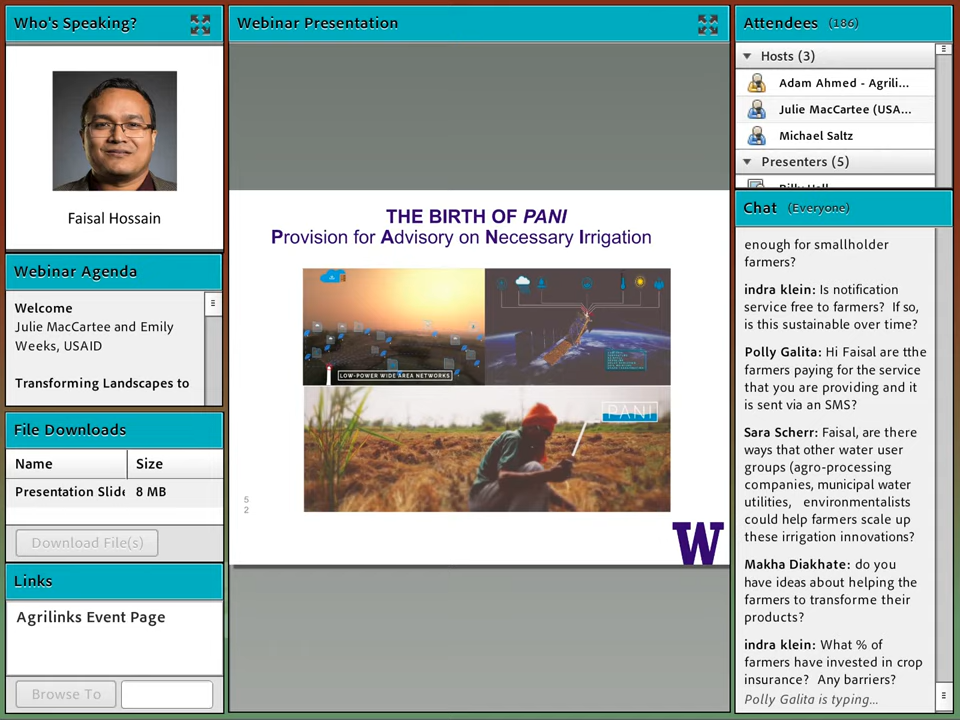 Who's Speaking?
Faisal Hossain
Webinar Agenda
Welcome
Julie MacCartee and Emily
Weeks, USAID
Transforming Landscapes to
File Downloads
Name Size
Presentation Slide 8 MB
Download File(s)
Links
Agrilinks Event Page
Browse To
Webinar Presentation
THE BIRTH OF PANI
Provision for Advisory on Necessary Irrigation
LOW-POWER WIDE AREA NETWORKS
PANI
5
2
W
Attendees (186)
Hosts (3)
Adam Ahmed - Agrili...
Julie MacCartee (USA...
Michael Saltz
Presenters (5)
Chat (Everyone)
enough for smallholder
farmers?
indra klein: Is notification
service free to farmers? If so,
is this sustainable over time?
Polly Galita: Hi Faisal are tthe
farmers paying for the service
that you are providing and it
is sent via an SMS?
Sara Scherr: Faisal, are there
ways that other water user
groups (agro-processing
companies, municipal water
utilities, environmentalists
could help farmers scale up
these irrigation innovations?
Makha Diakhate: do you
have ideas about helping the
farmers to transforme their
products?
indra klein: What % of
farmers have invested in crop
insurance? Any barriers?
Polly Galita is typing...